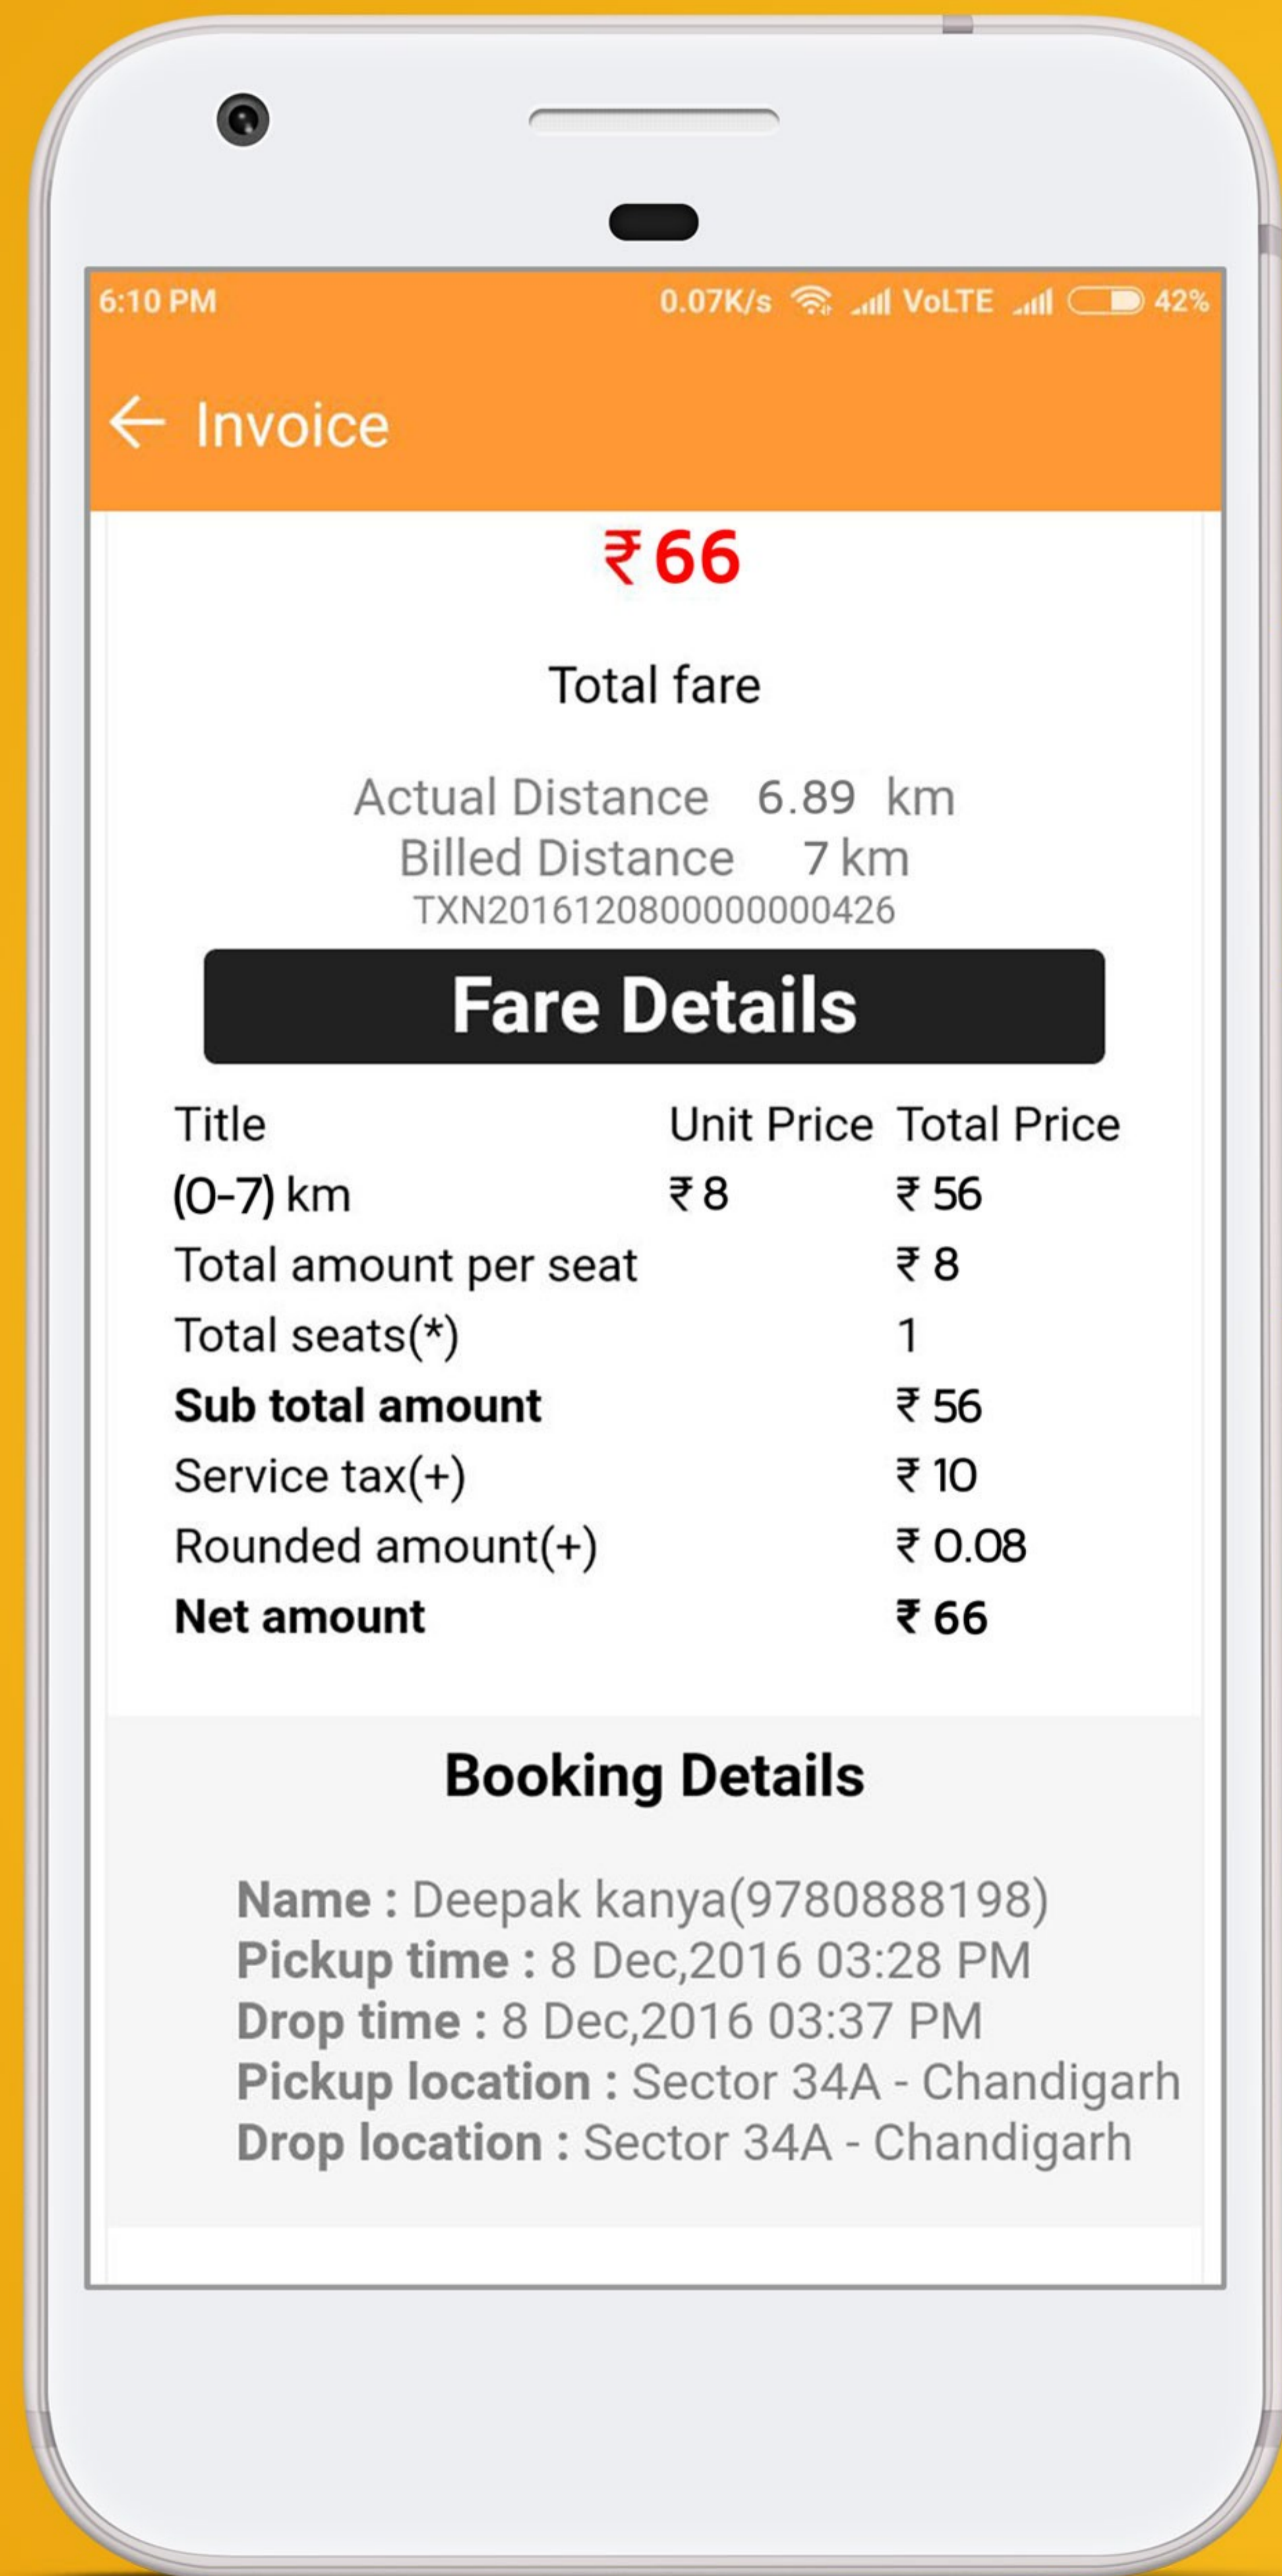 6:10 PM 0.07K/s VoLTE 42%
← Invoice
₹66
Total fare
Actual Distance 6.89 km
Billed Distance 7 km
TXN2016120800000000426
Fare Details
Title Unit Price Total Price
(0-7) km ₹ 8 ₹ 56
Total amount per seat ₹ 8
Total seats(*) 1
Sub total amount ₹ 56
Service tax(+) ₹ 10
Rounded amount(+) ₹ 0.08
Net amount ₹ 66
Booking Details
Name : Deepak kanya(9780888198)
Pickup time : 8 Dec,2016 03:28 PM
Drop time : 8 Dec,2016 03:37 PM
Pickup location : Sector 34A - Chandigarh
Drop location : Sector 34A - Chandigarh